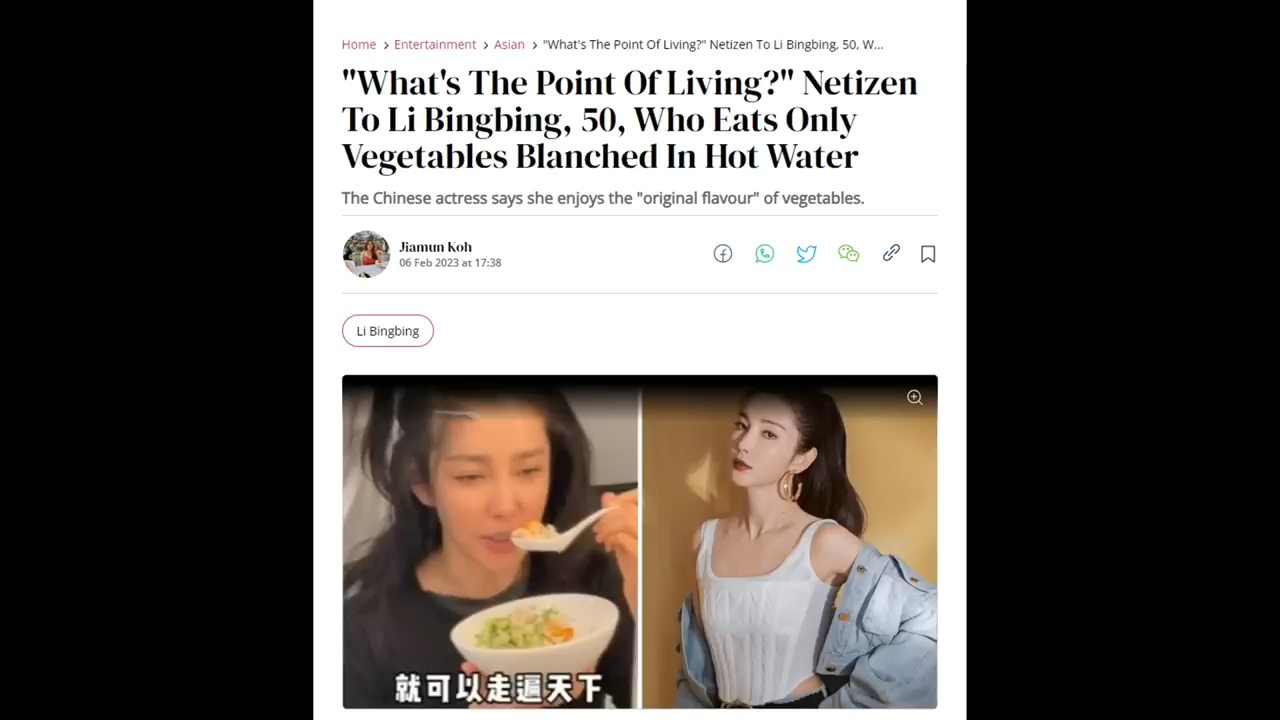 Home > Entertainment > Asian > "What's The Point Of Living?" Netizen To Li Bingbing, 50, W...
"What's The Point Of Living?" Netizen
To Li Bingbing, 50, Who Eats Only
Vegetables Blanched In Hot Water
The Chinese actress says she enjoys the "original flavour" of vegetables.
Jiamun Koh
06 Feb 2023 at 17:38
Li Bingbing
就可以走遍天下